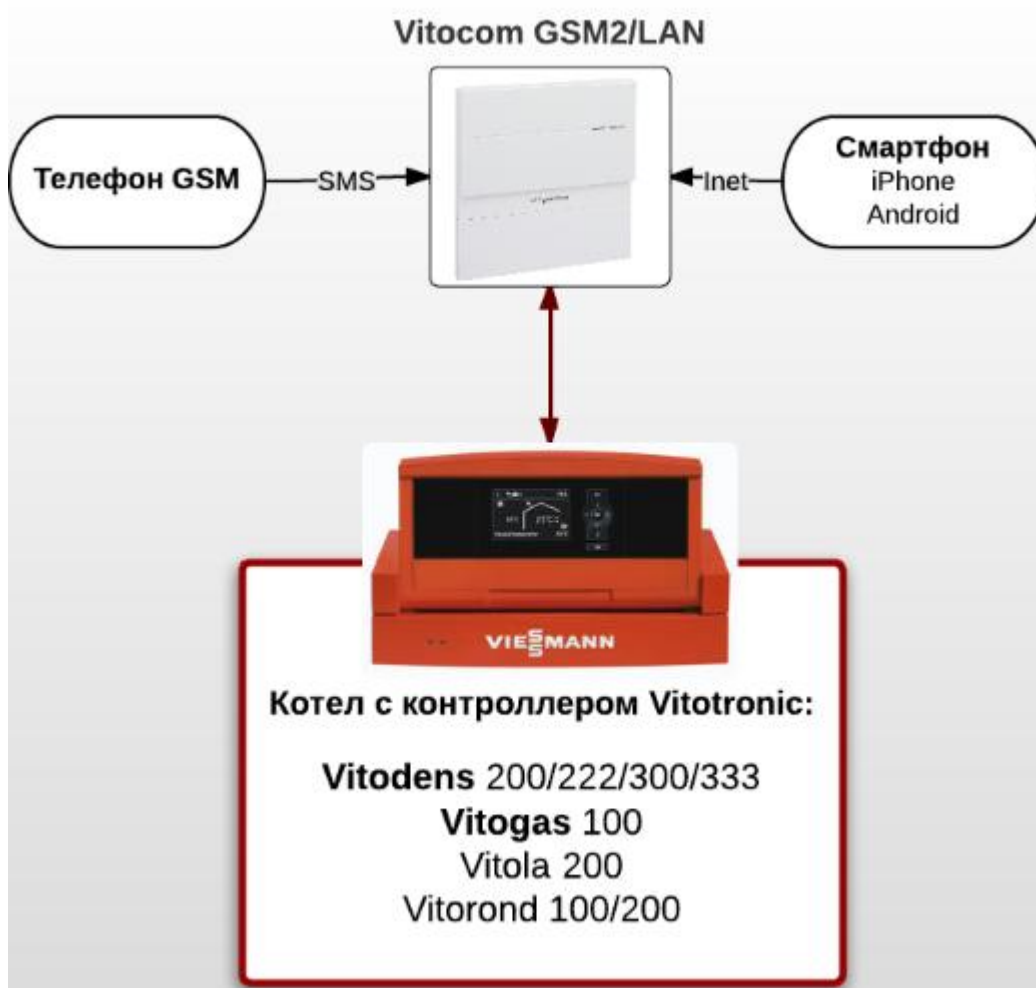 Vitocom GSM2/LAN
Телефон GSM
SMS
Inet
Смартфон
iPhone
Android
VIESSMANN
Котел с контроллером Vitotronic:
Vitodens 200/222/300/333
Vitogas 100
Vitola 200
Vitorond 100/200